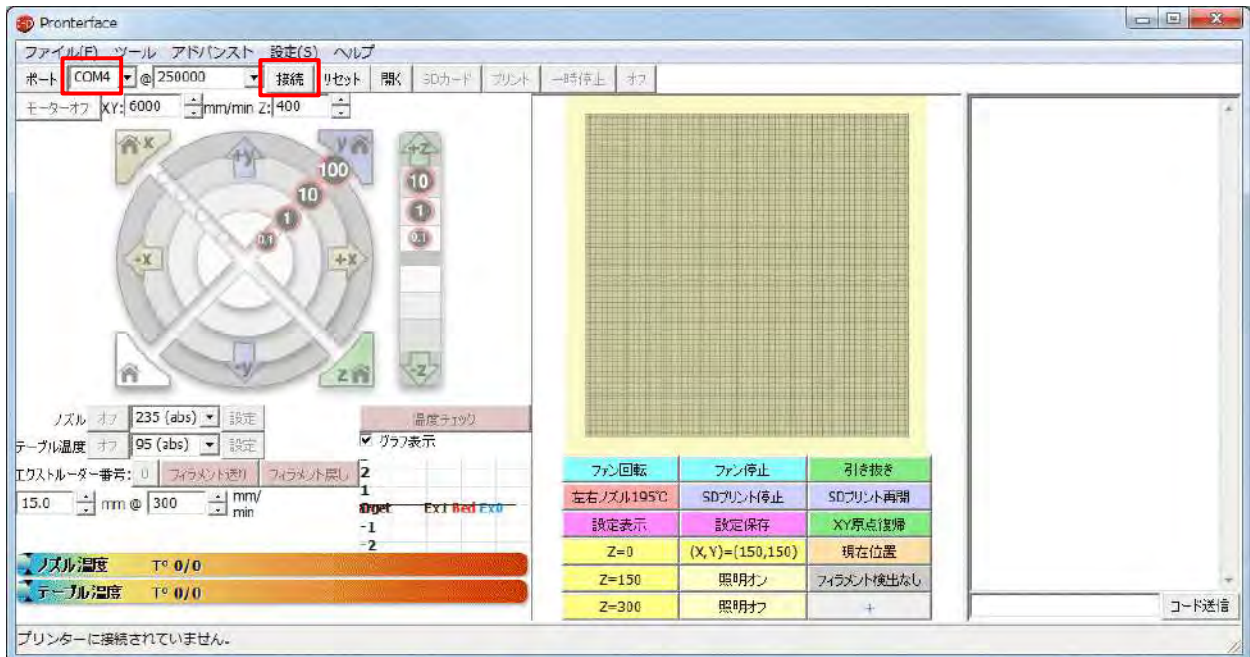 Pronterface
ファイル(F) ツール アドバンスト 設定(S) ヘルプ
ポート COM4 @ 250000 接続 リセット 開く SDカード プリント 一時停止 オフ
モーターオフ XY: 6000 mm/min Z: 400
x +y y +z
100
10 10
1 1
0.1 0.1
-x +x
-y z -z
ノズル オフ 235 (abs) 設定 温度チェック
テーブル温度 オフ 95 (abs) 設定 グラフ表示
エクストルーダー番号: 0 フィラメント送り フィラメント戻し
15.0 mm @ 300 mm/min
2
1
Ex1 Bed Ex0
-1
-2
ノズル温度 T° 0/0
テーブル温度 T° 0/0
ファン回転 ファン停止 引き抜き
左右ノズル195℃ SDプリント停止 SDプリント再開
設定表示 設定保存 XY原点復帰
Z=0 (X,Y)=(150,150) 現在位置
Z=150 照明オン フィラメント検出なし
Z=300 照明オフ +
コード送信
プリンターに接続されていません。